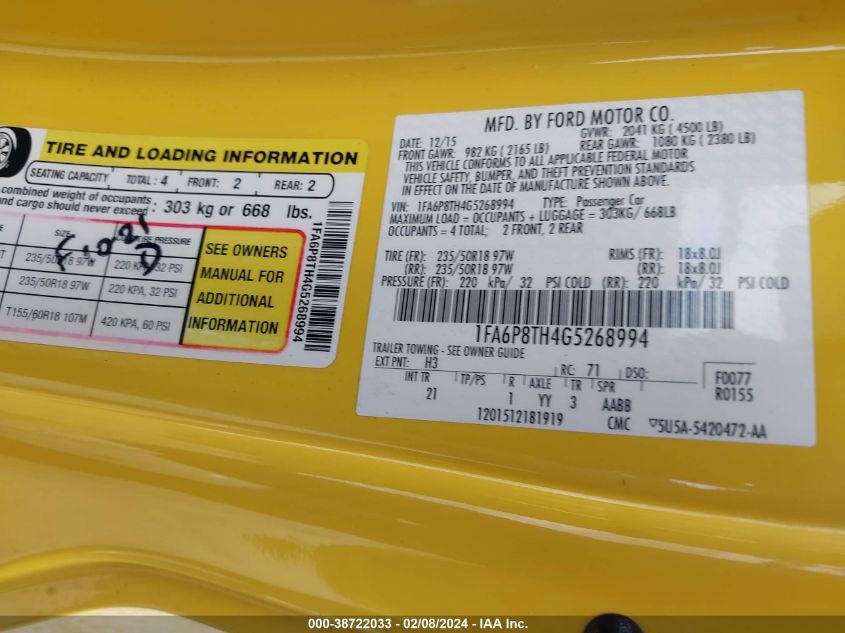 TIRE AND LOADING INFORMATION
SEATING CAPACITY TOTAL : 4 FRONT: 2 REAR: 2
combined weight of occupants
and cargo should never exceed : 303 kg or 668 lbs.
SIZE PRESSURE
235/50R18 97W 220 KPA, 32 PSI
235/50R18 97W 220 KPA, 32 PSI
T155/60R18 107M 420 KPA, 60 PSI
SEE OWNERS
MANUAL FOR
ADDITIONAL
INFORMATION
1FA6P8TH4G5268994
MFD. BY FORD MOTOR CO.
DATE: 12/15 GVWR: 2041 KG ( 4500 LB)
FRONT GAWR: 982 KG ( 2165 LB) REAR GAWR: 1080 KG ( 2380 LB)
THIS VEHICLE CONFORMS TO ALL APPLICABLE FEDERAL MOTOR
VEHICLE SAFETY, BUMPER, AND THEFT PREVENTION STANDARDS
IN EFFECT ON THE DATE OF MANUFACTURE SHOWN ABOVE.
VIN: 1FA6P8TH4G5268994 TYPE: Passenger Car
MAXIMUM LOAD = OCCUPANTS + LUGGAGE = 303KG/ 668LB
OCCUPANTS = 4 TOTAL; 2 FRONT, 2 REAR
TIRE (FR): 235/50R18 97W RIMS (FR): 18x8.0J
(RR): 235/50R18 97W (RR): 18x8.0J
PRESSURE (FR): 220 kPa/ 32 PSI COLD (RR): 220 kPa/ 32 PSI COLD
1FA6P8TH4G5268994
TRAILER TOWING - SEE OWNER GUIDE
EXT PNT: H3 RC: 71 DSO: F0077
INT TR TP/PS R AXLE TR SPR R0155
21 1 YY 3 AABB
1201512181919 CMC ▽5U5A-5420472-AA
000-38722033 - 02/08/2024 - IAA Inc.